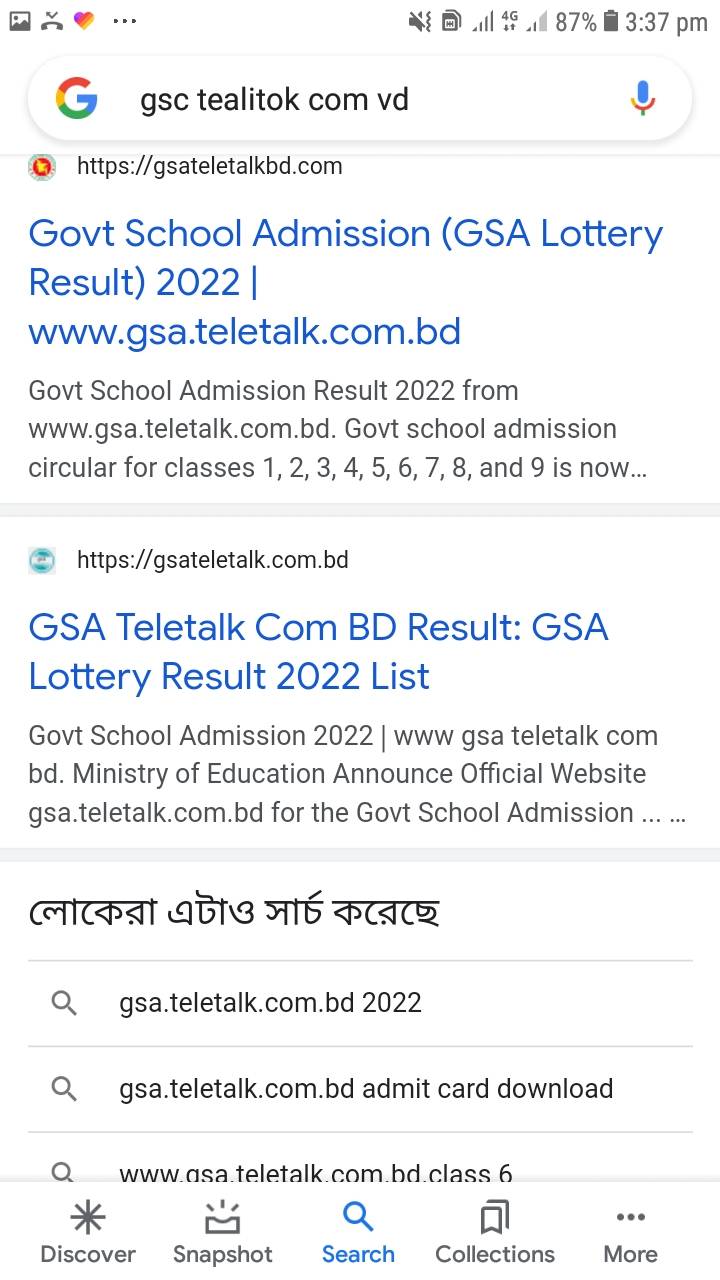 4G 87% 3:37 pm
gsc tealitok com vd
https://gsateletalkbd.com
Govt School Admission (GSA Lottery
Result) 2022 |
www.gsa.teletalk.com.bd
Govt School Admission Result 2022 from
www.gsa.teletalk.com.bd. Govt school admission
circular for classes 1, 2, 3, 4, 5, 6, 7, 8, and 9 is now...
https://gsateletalk.com.bd
GSA Teletalk Com BD Result: GSA
Lottery Result 2022 List
Govt School Admission 2022 | www gsa teletalk com
bd. Ministry of Education Announce Official Website
gsa.teletalk.com.bd for the Govt School Admission ... ...
লোকেরা এটাও সার্চ করেছে
gsa.teletalk.com.bd 2022
gsa.teletalk.com.bd admit card download
www.gsa.teletalk.com.bd.class 6
Discover Snapshot Search Collections More